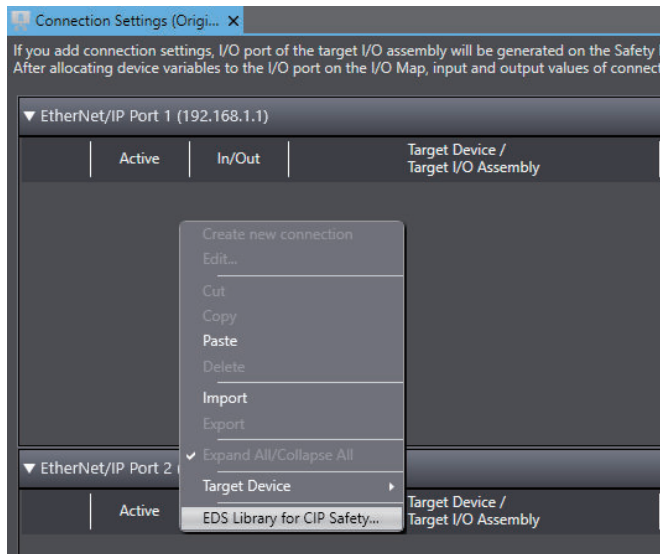 Connection Settings (Origi... X
If you add connection settings, I/O port of the target I/O assembly will be generated on the Safety
After allocating device variables to the I/O port on the I/O Map, input and output values of connect
EtherNet/IP Port 1 (192.168.1.1)
Active
In/Out
Target Device /
Target I/O Assembly
Create new connection
Edit...
Cut
Copy
Paste
Delete
Import
Export
Expand All/Collapse All
Target Device
EDS Library for CIP Safety...
EtherNet/IP Port 2 (
Active
Target Device /
Target I/O Assembly